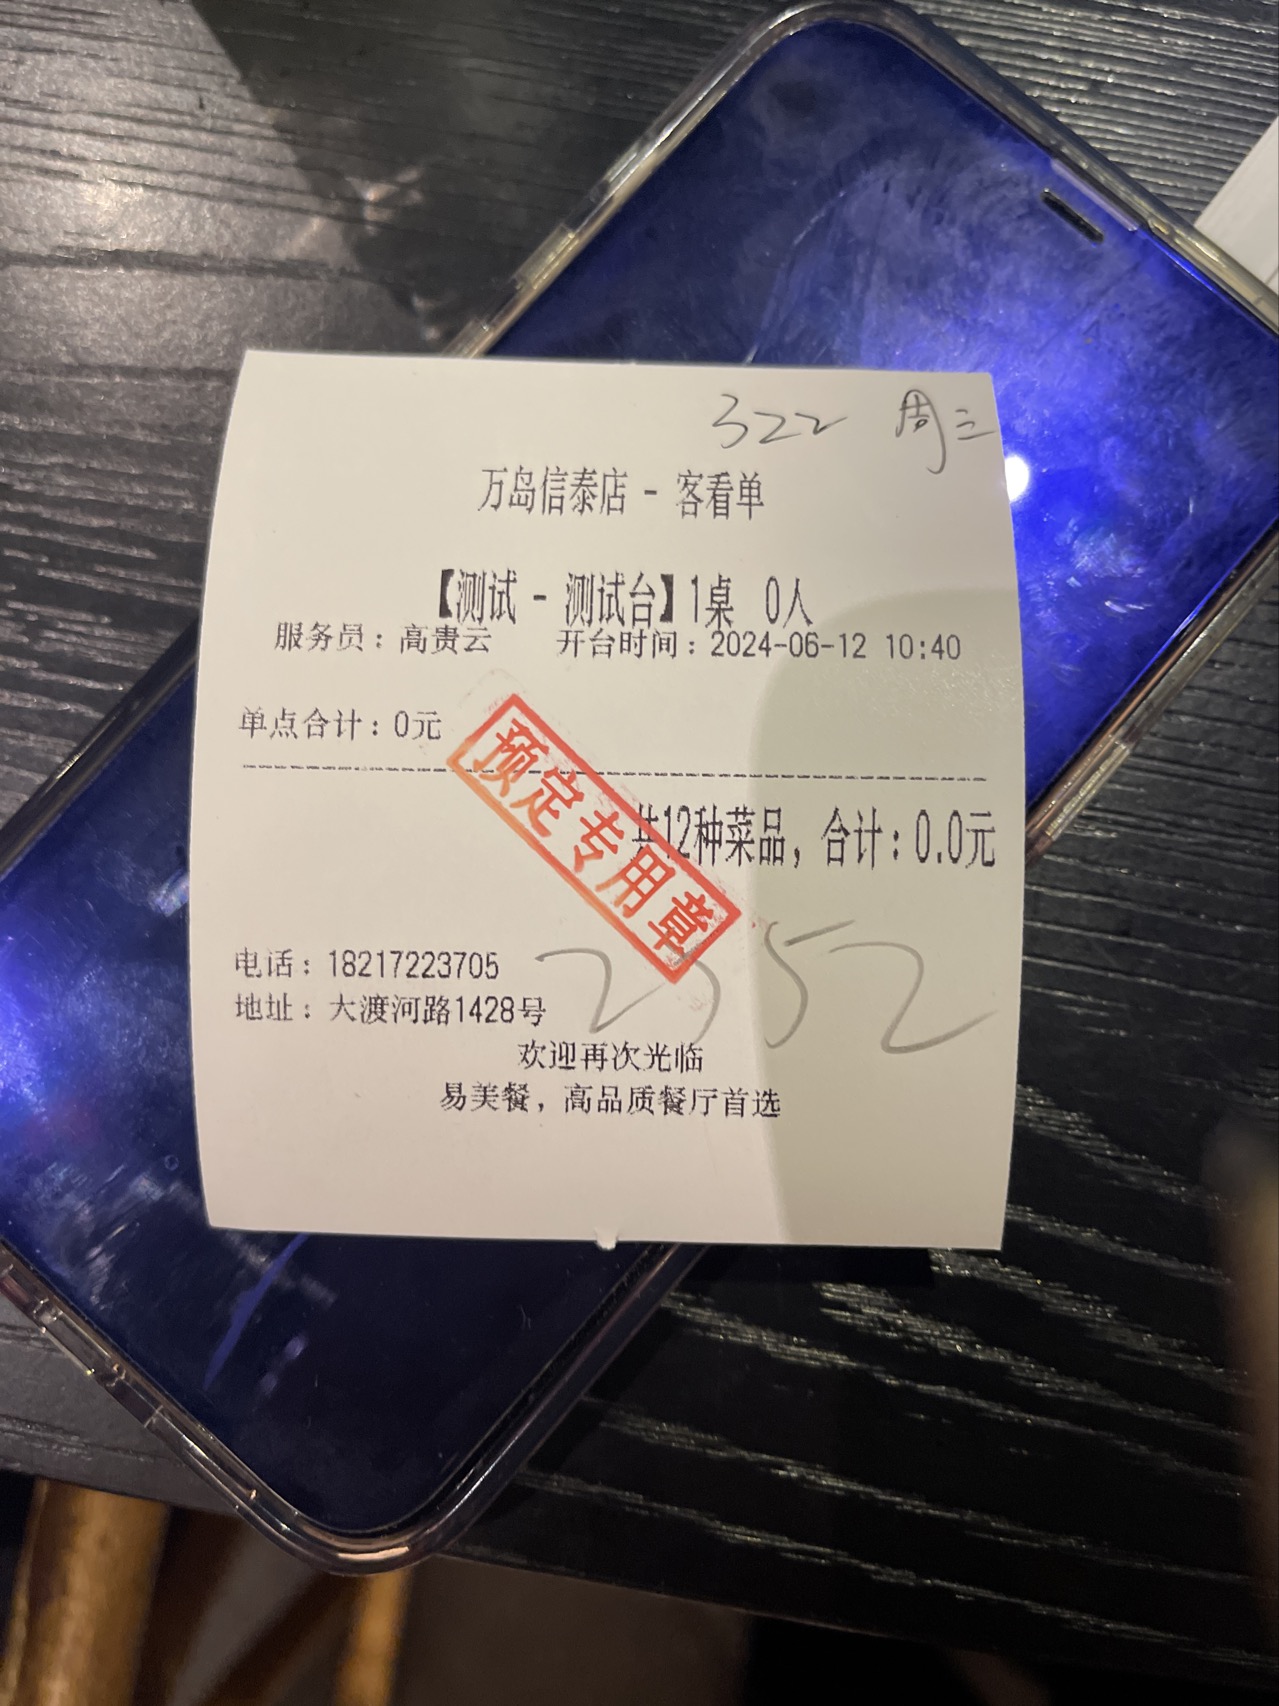 322 周三
万岛信泰店 - 客看单
【测试 - 测试台】1桌 0人
服务员：高贵云 开台时间：2024-06-12 10:40
单点合计：0元
预定专用章
共12种菜品，合计：0.0元
电话：18217223705
地址：大渡河路1428号
欢迎再次光临
易美餐，高品质餐厅首选